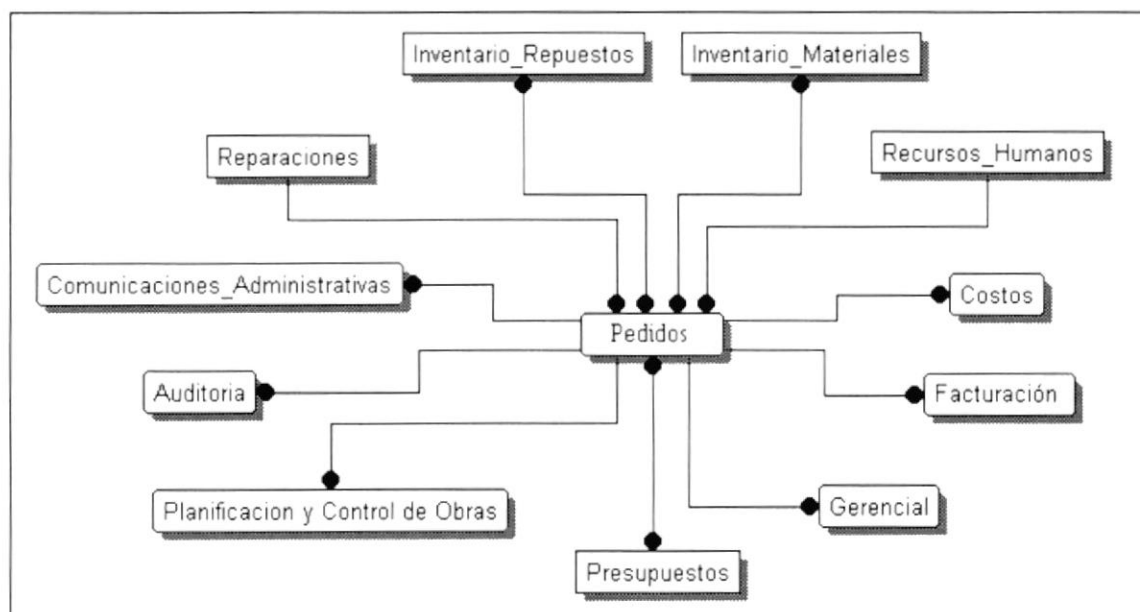 Inventario_Repuestos
Inventario_Materiales
Reparaciones
Recursos_Humanos
Comunicaciones_Administrativas
Costos
Pedidos
Auditoria
Facturación
Planificacion y Control de Obras
Gerencial
Presupuestos